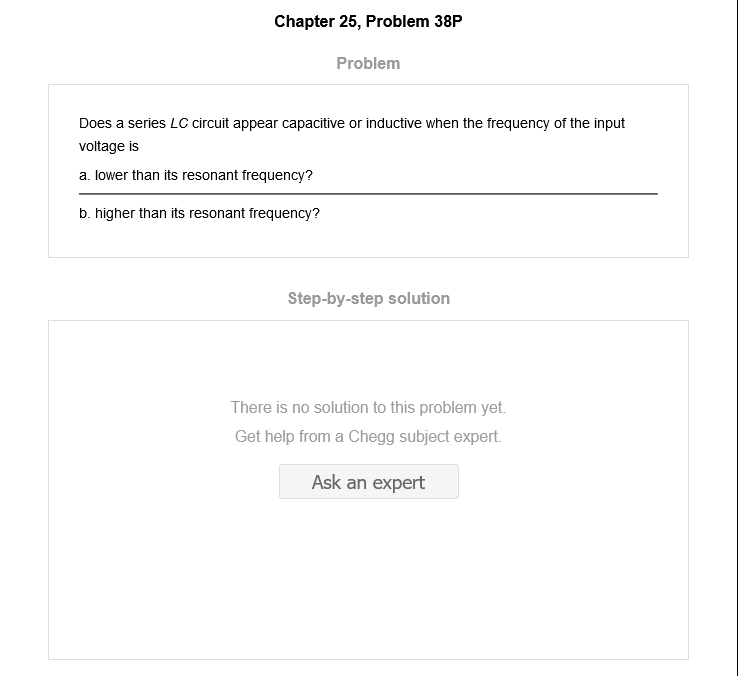 Chapter 25, Problem 38P
Problem
Does a series LC circuit appear capacitive or inductive when the frequency of the input
voltage is
a. lower than its resonant frequency?
b. higher than its resonant frequency?
Step-by-step solution
There is no solution to this problem yet.
Get help from a Chegg subject expert.
Ask an expert